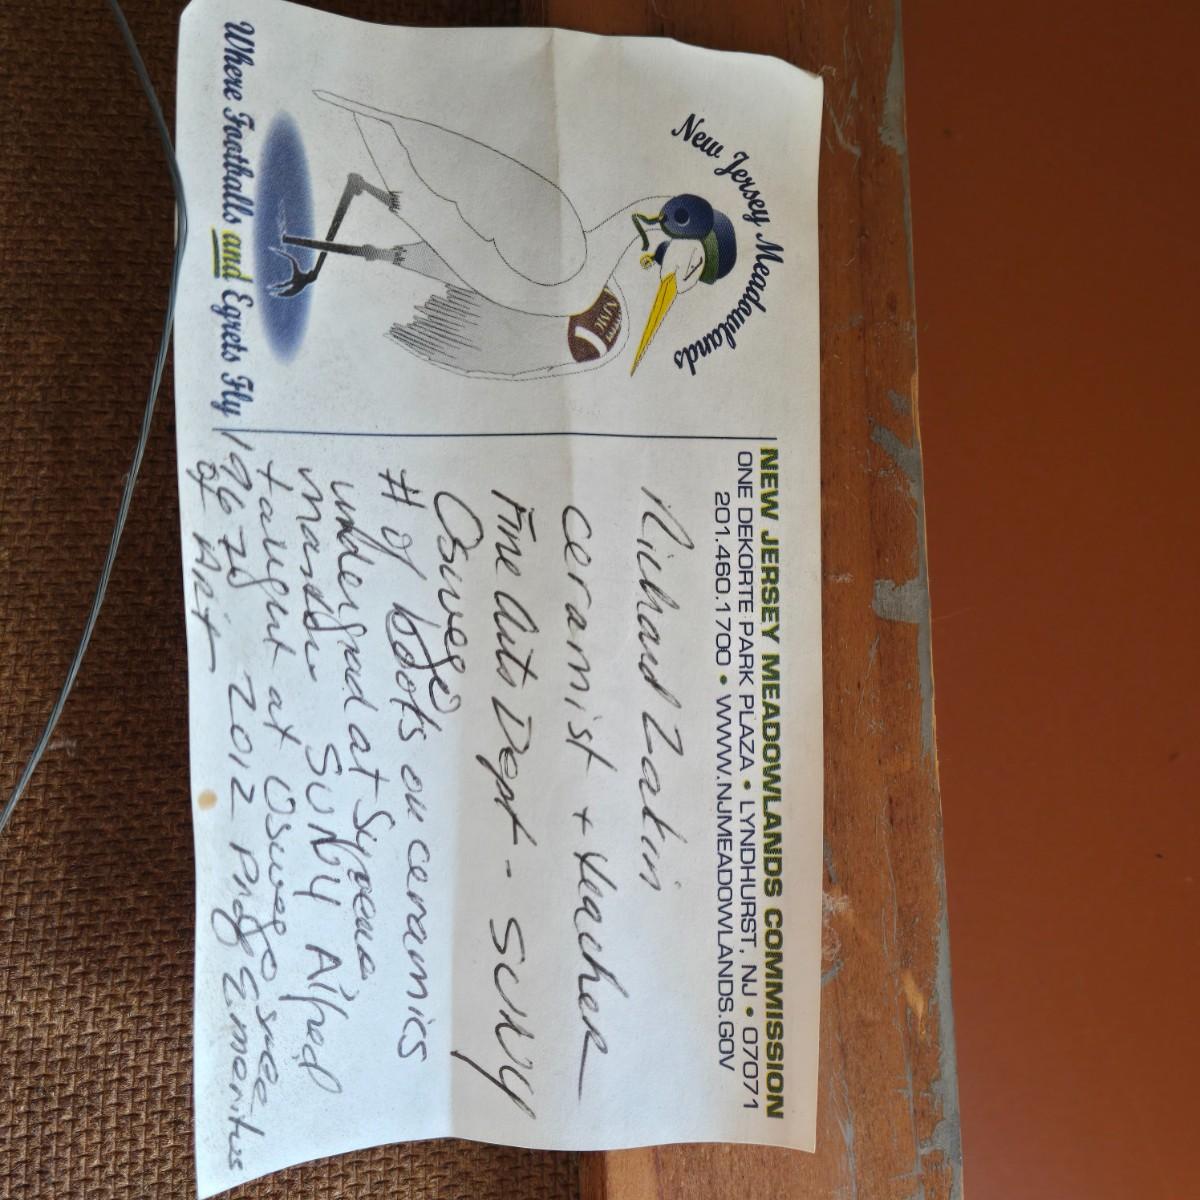 New Jersey Meadowlands
NJMC
Where Footballs and Egrets Fly
NEW JERSEY MEADOWLANDS COMMISSION
ONE DEKORTE PARK PLAZA • LYNDHURST, NJ • 07071
201.460.1700 • WWW.NJMEADOWLANDS.GOV
Richard Zakin
ceramist + teacher
Fine Arts Dept - SUNY
Oswego
# of books on ceramics
undergrad at Syracuse
SUNY Alfred
taught at Oswego since
1967 2012 Prof Emeritus
of Art